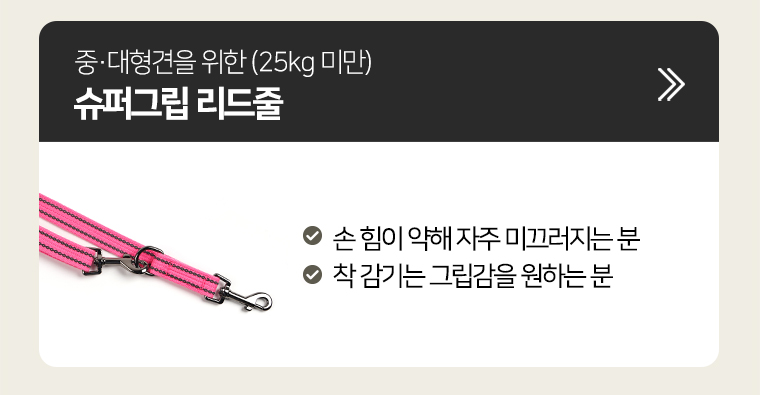 중·대형견을 위한 (25kg 미만)
슈퍼그립 리드줄
손 힘이 약해 자주 미끄러지는 분
착 감기는 그립감을 원하는 분